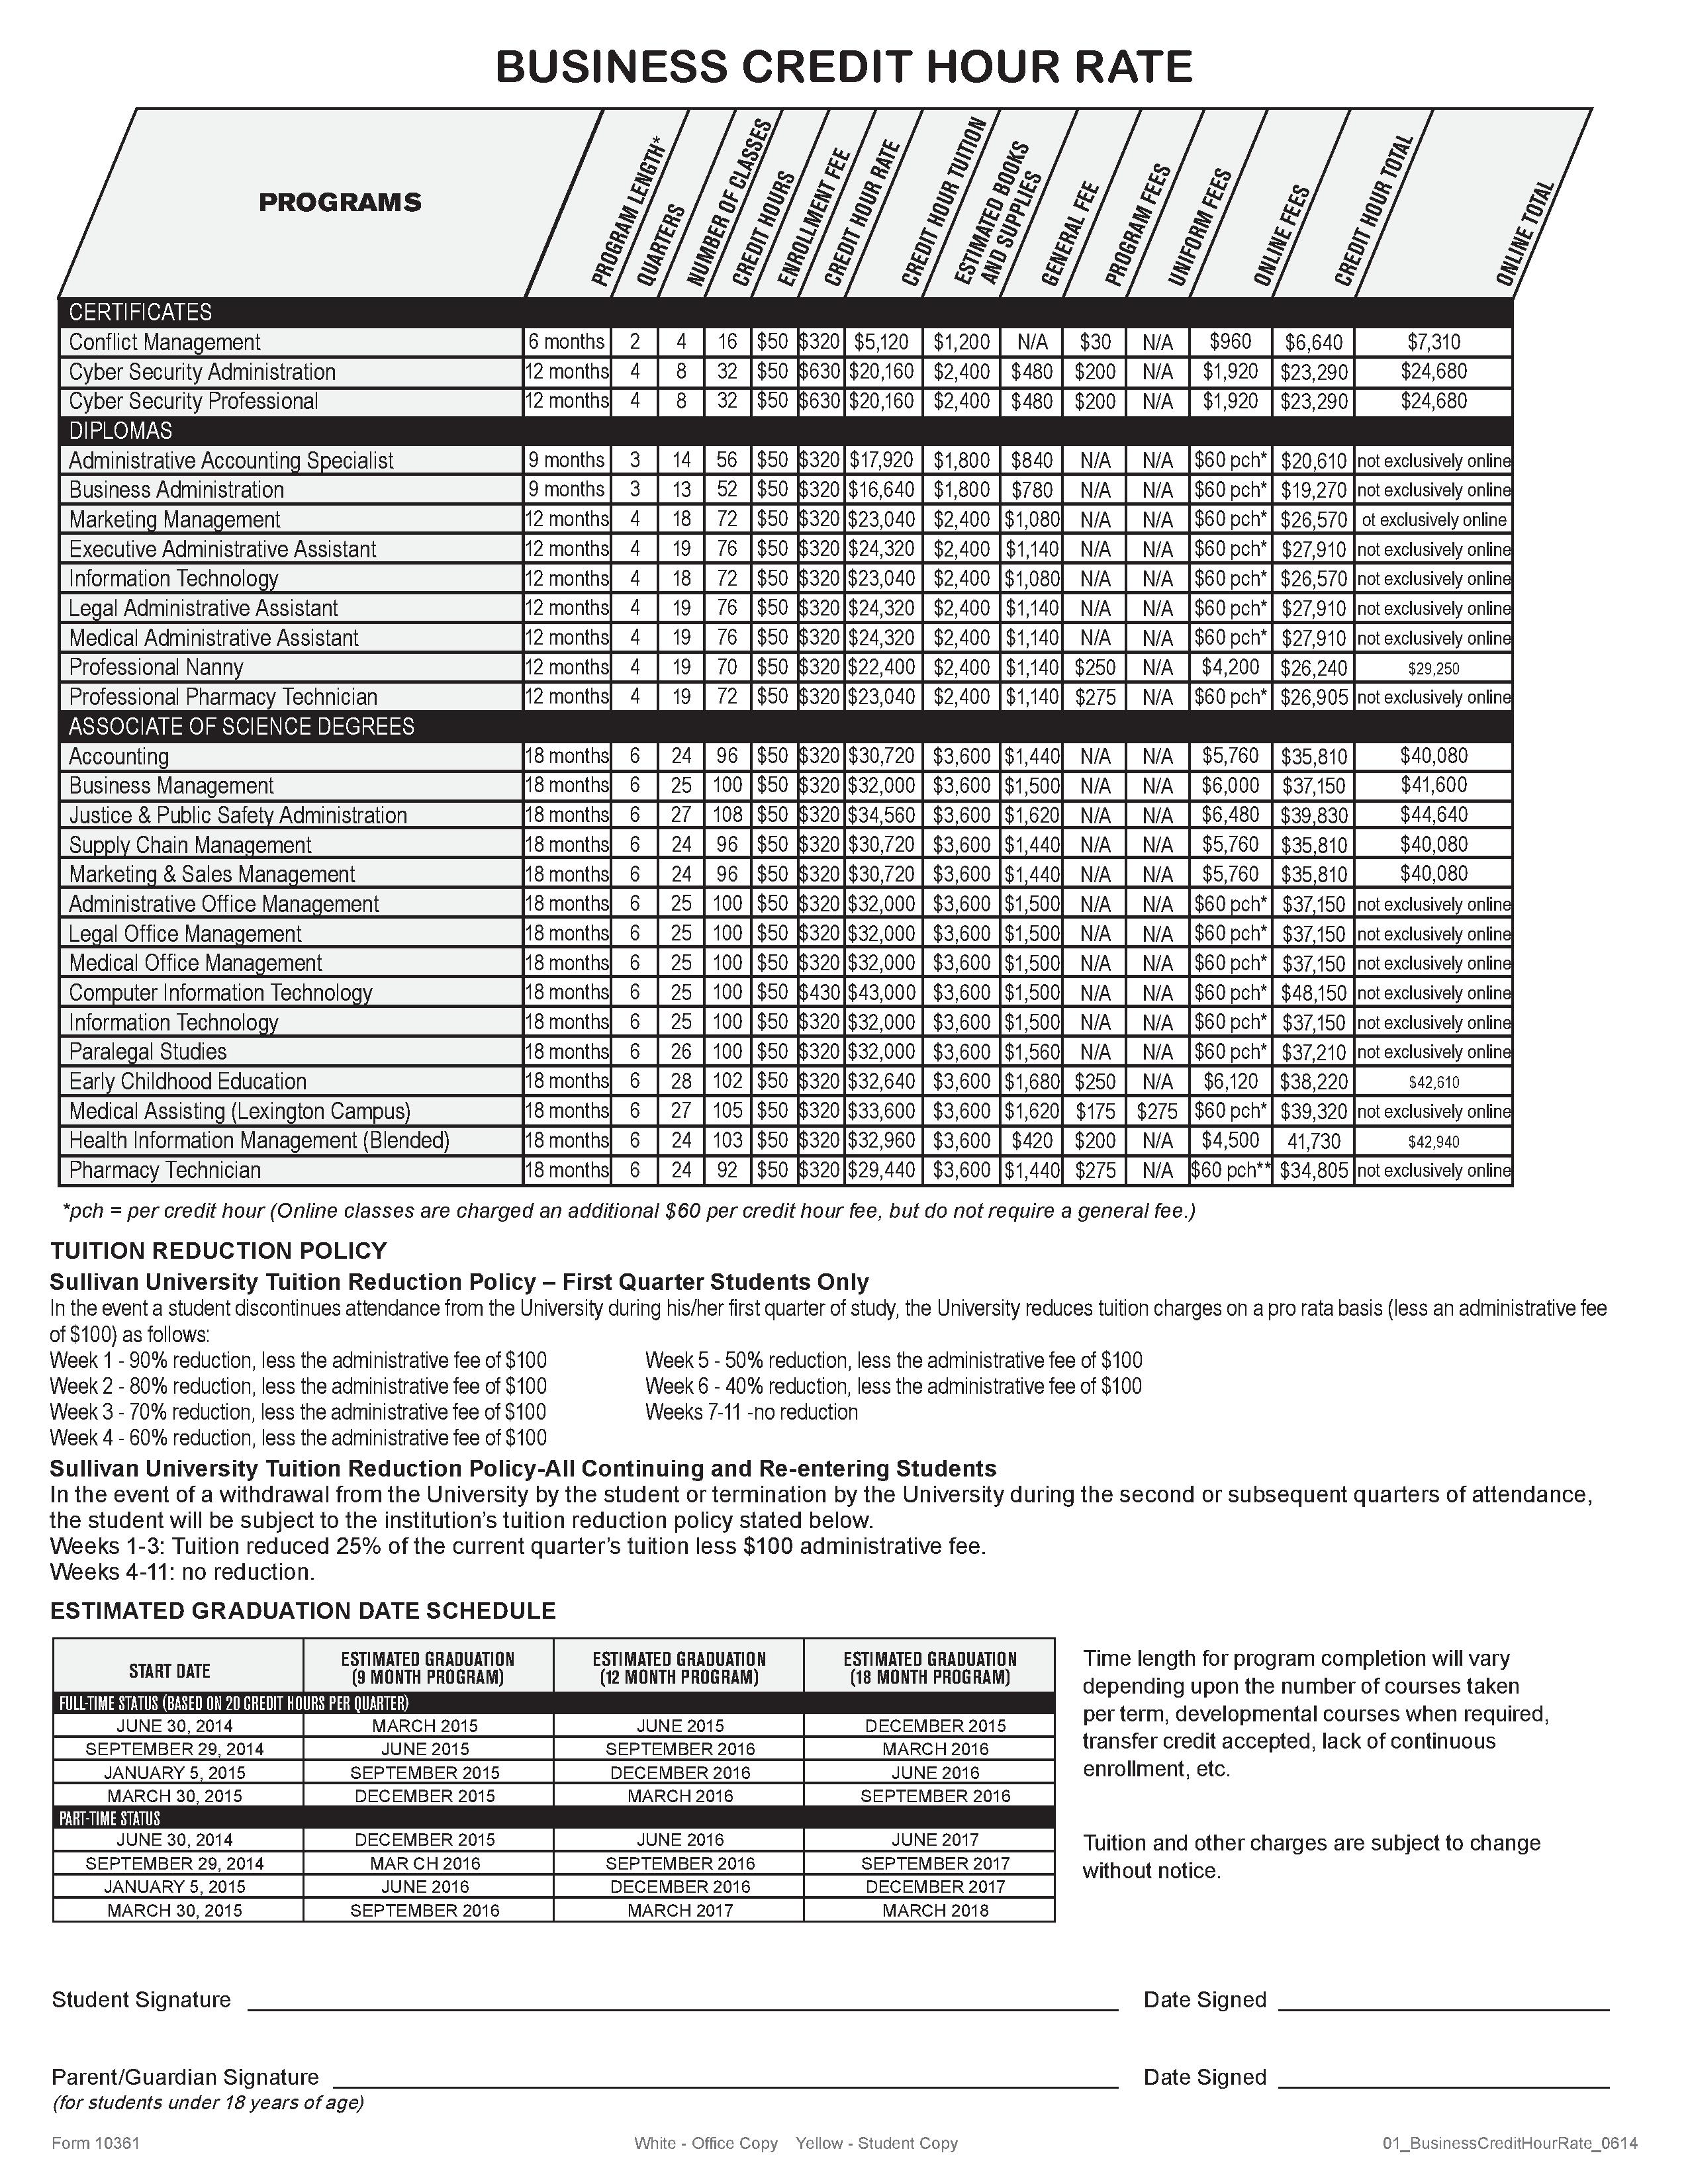 BUSINESS CREDIT HOUR RATE
PROGRAMS PROGRAM LENGTH* QUARTERS NUMBER OF CLASSES CREDIT HOURS ENROLLMENT FEE CREDIT HOUR RATE CREDIT HOUR TUITION ESTIMATED BOOKS AND SUPPLIES GENERAL FEE PROGRAM FEES UNIFORM FEES ONLINE FEES CREDIT HOUR TOTAL ONLINE TOTAL
CERTIFICATES
Conflict Management 6 months 2 4 16 $50 $320 $5,120 $1,200 N/A $30 N/A $960 $6,640 $7,310
Cyber Security Administration 12 months 4 8 32 $50 $630 $20,160 $2,400 $480 $200 N/A $1,920 $23,290 $24,680
Cyber Security Professional 12 months 4 8 32 $50 $630 $20,160 $2,400 $480 $200 N/A $1,920 $23,290 $24,680
DIPLOMAS
Administrative Accounting Specialist 9 months 3 14 56 $50 $320 $17,920 $1,800 $840 N/A N/A $60 pch* $20,610 not exclusively online
Business Administration 9 months 3 13 52 $50 $320 $16,640 $1,800 $780 N/A N/A $60 pch* $19,270 not exclusively online
Marketing Management 12 months 4 18 72 $50 $320 $23,040 $2,400 $1,080 N/A N/A $60 pch* $26,570 ot exclusively online
Executive Administrative Assistant 12 months 4 19 76 $50 $320 $24,320 $2,400 $1,140 N/A N/A $60 pch* $27,910 not exclusively online
Information Technology 12 months 4 18 72 $50 $320 $23,040 $2,400 $1,080 N/A N/A $60 pch* $26,570 not exclusively online
Legal Administrative Assistant 12 months 4 19 76 $50 $320 $24,320 $2,400 $1,140 N/A N/A $60 pch* $27,910 not exclusively online
Medical Administrative Assistant 12 months 4 19 76 $50 $320 $24,320 $2,400 $1,140 N/A N/A $60 pch* $27,910 not exclusively online
Professional Nanny 12 months 4 19 70 $50 $320 $22,400 $2,400 $1,140 $250 N/A $4,200 $26,240 $29,250
Professional Pharmacy Technician 12 months 4 19 72 $50 $320 $23,040 $2,400 $1,140 $275 N/A $60 pch* $26,905 not exclusively online
ASSOCIATE OF SCIENCE DEGREES
Accounting 18 months 6 24 96 $50 $320 $30,720 $3,600 $1,440 N/A N/A $5,760 $35,810 $40,080
Business Management 18 months 6 25 100 $50 $320 $32,000 $3,600 $1,500 N/A N/A $6,000 $37,150 $41,600
Justice & Public Safety Administration 18 months 6 27 108 $50 $320 $34,560 $3,600 $1,620 N/A N/A $6,480 $39,830 $44,640
Supply Chain Management 18 months 6 24 96 $50 $320 $30,720 $3,600 $1,440 N/A N/A $5,760 $35,810 $40,080
Marketing & Sales Management 18 months 6 24 96 $50 $320 $30,720 $3,600 $1,440 N/A N/A $5,760 $35,810 $40,080
Administrative Office Management 18 months 6 25 100 $50 $320 $32,000 $3,600 $1,500 N/A N/A $60 pch* $37,150 not exclusively online
Legal Office Management 18 months 6 25 100 $50 $320 $32,000 $3,600 $1,500 N/A N/A $60 pch* $37,150 not exclusively online
Medical Office Management 18 months 6 25 100 $50 $320 $32,000 $3,600 $1,500 N/A N/A $60 pch* $37,150 not exclusively online
Computer Information Technology 18 months 6 25 100 $50 $430 $43,000 $3,600 $1,500 N/A N/A $60 pch* $48,150 not exclusively online
Information Technology 18 months 6 25 100 $50 $320 $32,000 $3,600 $1,500 N/A N/A $60 pch* $37,150 not exclusively online
Paralegal Studies 18 months 6 26 100 $50 $320 $32,000 $3,600 $1,560 N/A N/A $60 pch* $37,210 not exclusively online
Early Childhood Education 18 months 6 28 102 $50 $320 $32,640 $3,600 $1,680 $250 N/A $6,120 $38,220 $42,610
Medical Assisting (Lexington Campus) 18 months 6 27 105 $50 $320 $33,600 $3,600 $1,620 $175 $275 $60 pch* $39,320 not exclusively online
Health Information Management (Blended) 18 months 6 24 103 $50 $320 $32,960 $3,600 $420 $200 N/A $4,500 41,730 $42,940
Pharmacy Technician 18 months 6 24 92 $50 $320 $29,440 $3,600 $1,440 $275 N/A $60 pch** $34,805 not exclusively online
*pch = per credit hour (Online classes are charged an additional $60 per credit hour fee, but do not require a general fee.)
TUITION REDUCTION POLICY
Sullivan University Tuition Reduction Policy – First Quarter Students Only
In the event a student discontinues attendance from the University during his/her first quarter of study, the University reduces tuition charges on a pro rata basis (less an administrative fee
of $100) as follows:
Week 1 - 90% reduction, less the administrative fee of $100 Week 5 - 50% reduction, less the administrative fee of $100
Week 2 - 80% reduction, less the administrative fee of $100 Week 6 - 40% reduction, less the administrative fee of $100
Week 3 - 70% reduction, less the administrative fee of $100 Weeks 7-11 -no reduction
Week 4 - 60% reduction, less the administrative fee of $100
Sullivan University Tuition Reduction Policy-All Continuing and Re-entering Students
In the event of a withdrawal from the University by the student or termination by the University during the second or subsequent quarters of attendance,
the student will be subject to the institution's tuition reduction policy stated below.
Weeks 1-3: Tuition reduced 25% of the current quarter's tuition less $100 administrative fee.
Weeks 4-11: no reduction.
ESTIMATED GRADUATION DATE SCHEDULE
START DATE ESTIMATED GRADUATION (9 MONTH PROGRAM) ESTIMATED GRADUATION (12 MONTH PROGRAM) ESTIMATED GRADUATION (18 MONTH PROGRAM)
FULL-TIME STATUS (BASED ON 20 CREDIT HOURS PER QUARTER)
JUNE 30, 2014 MARCH 2015 JUNE 2015 DECEMBER 2015
SEPTEMBER 29, 2014 JUNE 2015 SEPTEMBER 2016 MARCH 2016
JANUARY 5, 2015 SEPTEMBER 2015 DECEMBER 2016 JUNE 2016
MARCH 30, 2015 DECEMBER 2015 MARCH 2016 SEPTEMBER 2016
PART-TIME STATUS
JUNE 30, 2014 DECEMBER 2015 JUNE 2016 JUNE 2017
SEPTEMBER 29, 2014 MAR CH 2016 SEPTEMBER 2016 SEPTEMBER 2017
JANUARY 5, 2015 JUNE 2016 DECEMBER 2016 DECEMBER 2017
MARCH 30, 2015 SEPTEMBER 2016 MARCH 2017 MARCH 2018
Time length for program completion will vary
depending upon the number of courses taken
per term, developmental courses when required,
transfer credit accepted, lack of continuous
enrollment, etc.
Tuition and other charges are subject to change
without notice.
Student Signature Date Signed
Parent/Guardian Signature Date Signed
(for students under 18 years of age)
Form 10361 White - Office Copy Yellow - Student Copy 01_BusinessCreditHourRate_0614